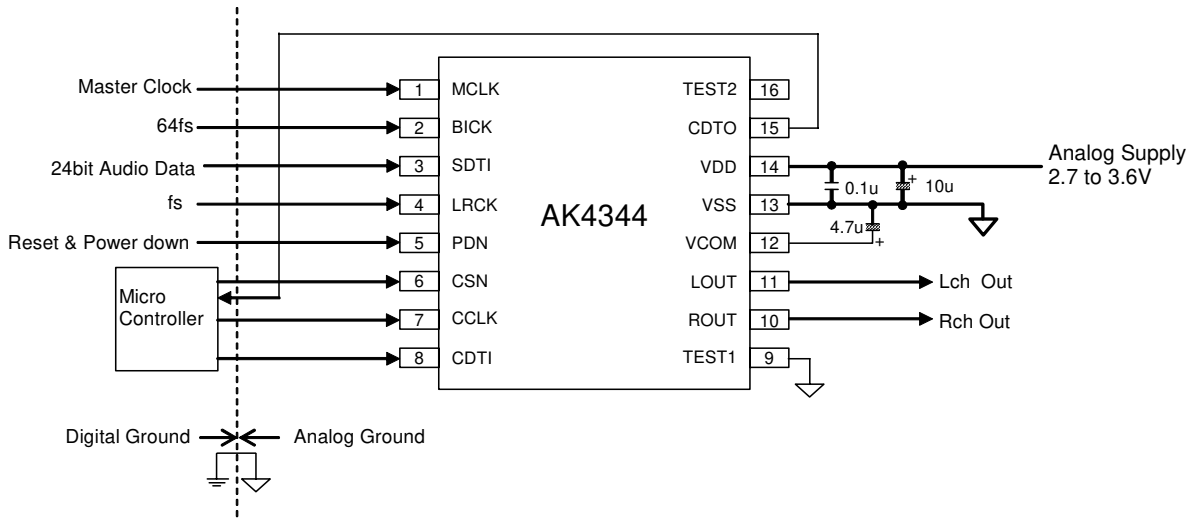 Master Clock
64fs
24bit Audio Data
fs
Reset & Power down
Micro
Controller
1
2
3
4
5
6
7
8
MCLK
BICK
SDTI
LRCK
PDN
CSN
CCLK
CDTI
AK4344
TEST2
CDTO
VDD
VSS
VCOM
LOUT
ROUT
TEST1
16
15
14
13
12
11
10
9
0.1u
+
10u
4.7u
+
Analog Supply
2.7 to 3.6V
Lch Out
Rch Out
Digital Ground
Analog Ground